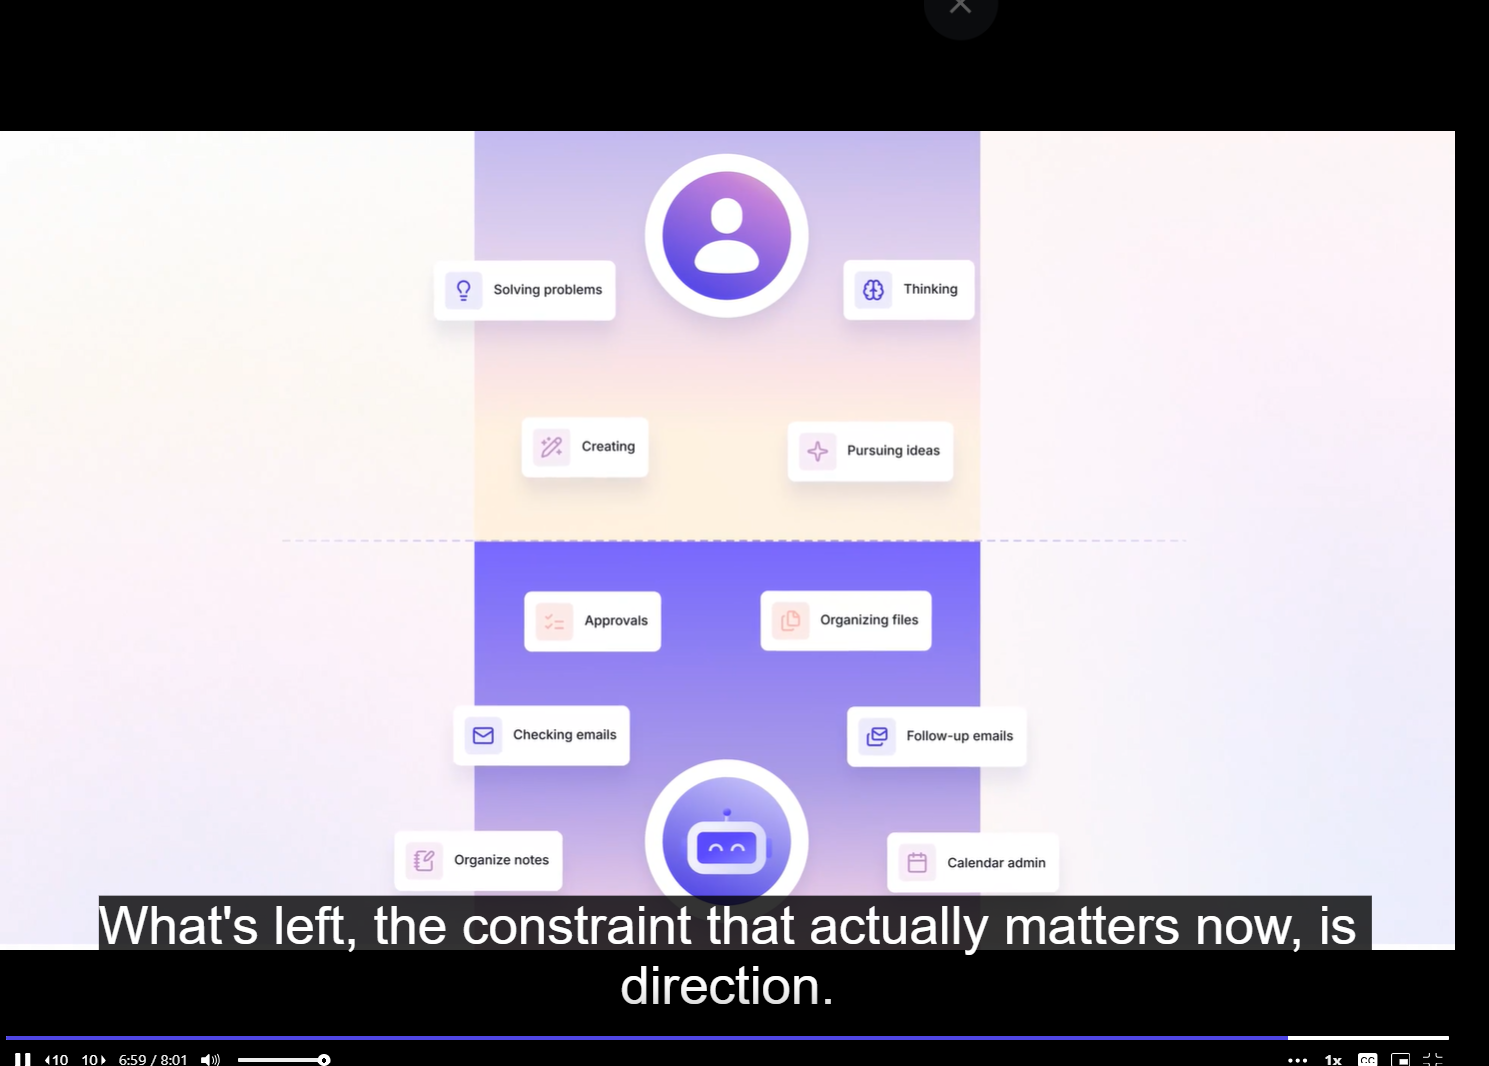 Solving problems
Thinking
Creating
Pursuing ideas
Approvals
Organizing files
Checking emails
Follow-up emails
Organize notes
Calendar admin
What's left, the constraint that actually matters now, is
direction.
10 10 6:59 / 8:01 1x CC